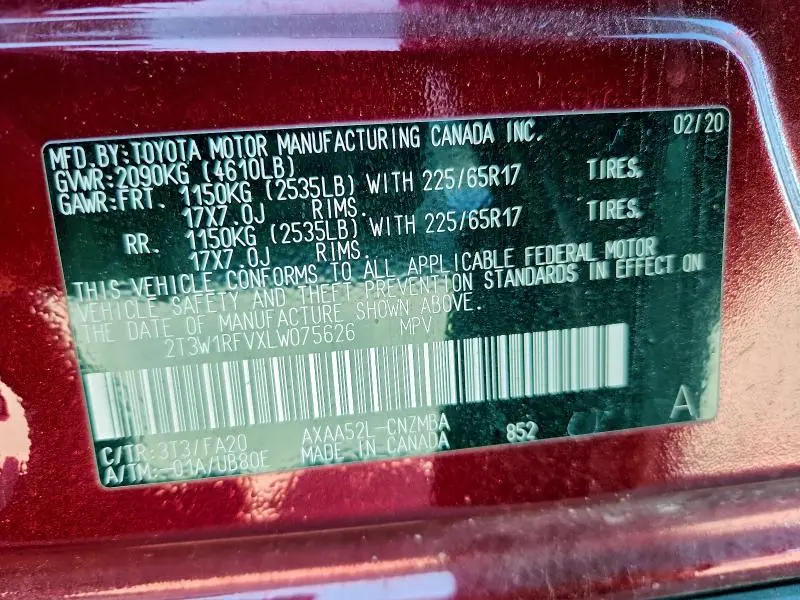 MFD.BY:TOYOTA MOTOR MANUFACTURING CANADA INC. 02/20
GVWR:2090KG (4610LB)
GAWR:FRT. 1150KG (2535LB) WITH 225/65R17 TIRES,
17X7.0J RIMS.
RR. 1150KG (2535LB) WITH 225/65R17 TIRES,
17X7.0J RIMS.
THIS VEHICLE CONFORMS TO ALL APPLICABLE FEDERAL MOTOR
VEHICLE SAFETY AND THEFT PREVENTION STANDARDS IN EFFECT ON
THE DATE OF MANUFACTURE SHOWN ABOVE.
2T3W1RFVXLW075626 MPV
A
C/TR:3T3/FA20 AXAA52L-CNZMBA 852
A/TM:-01A/UB80E MADE IN CANADA